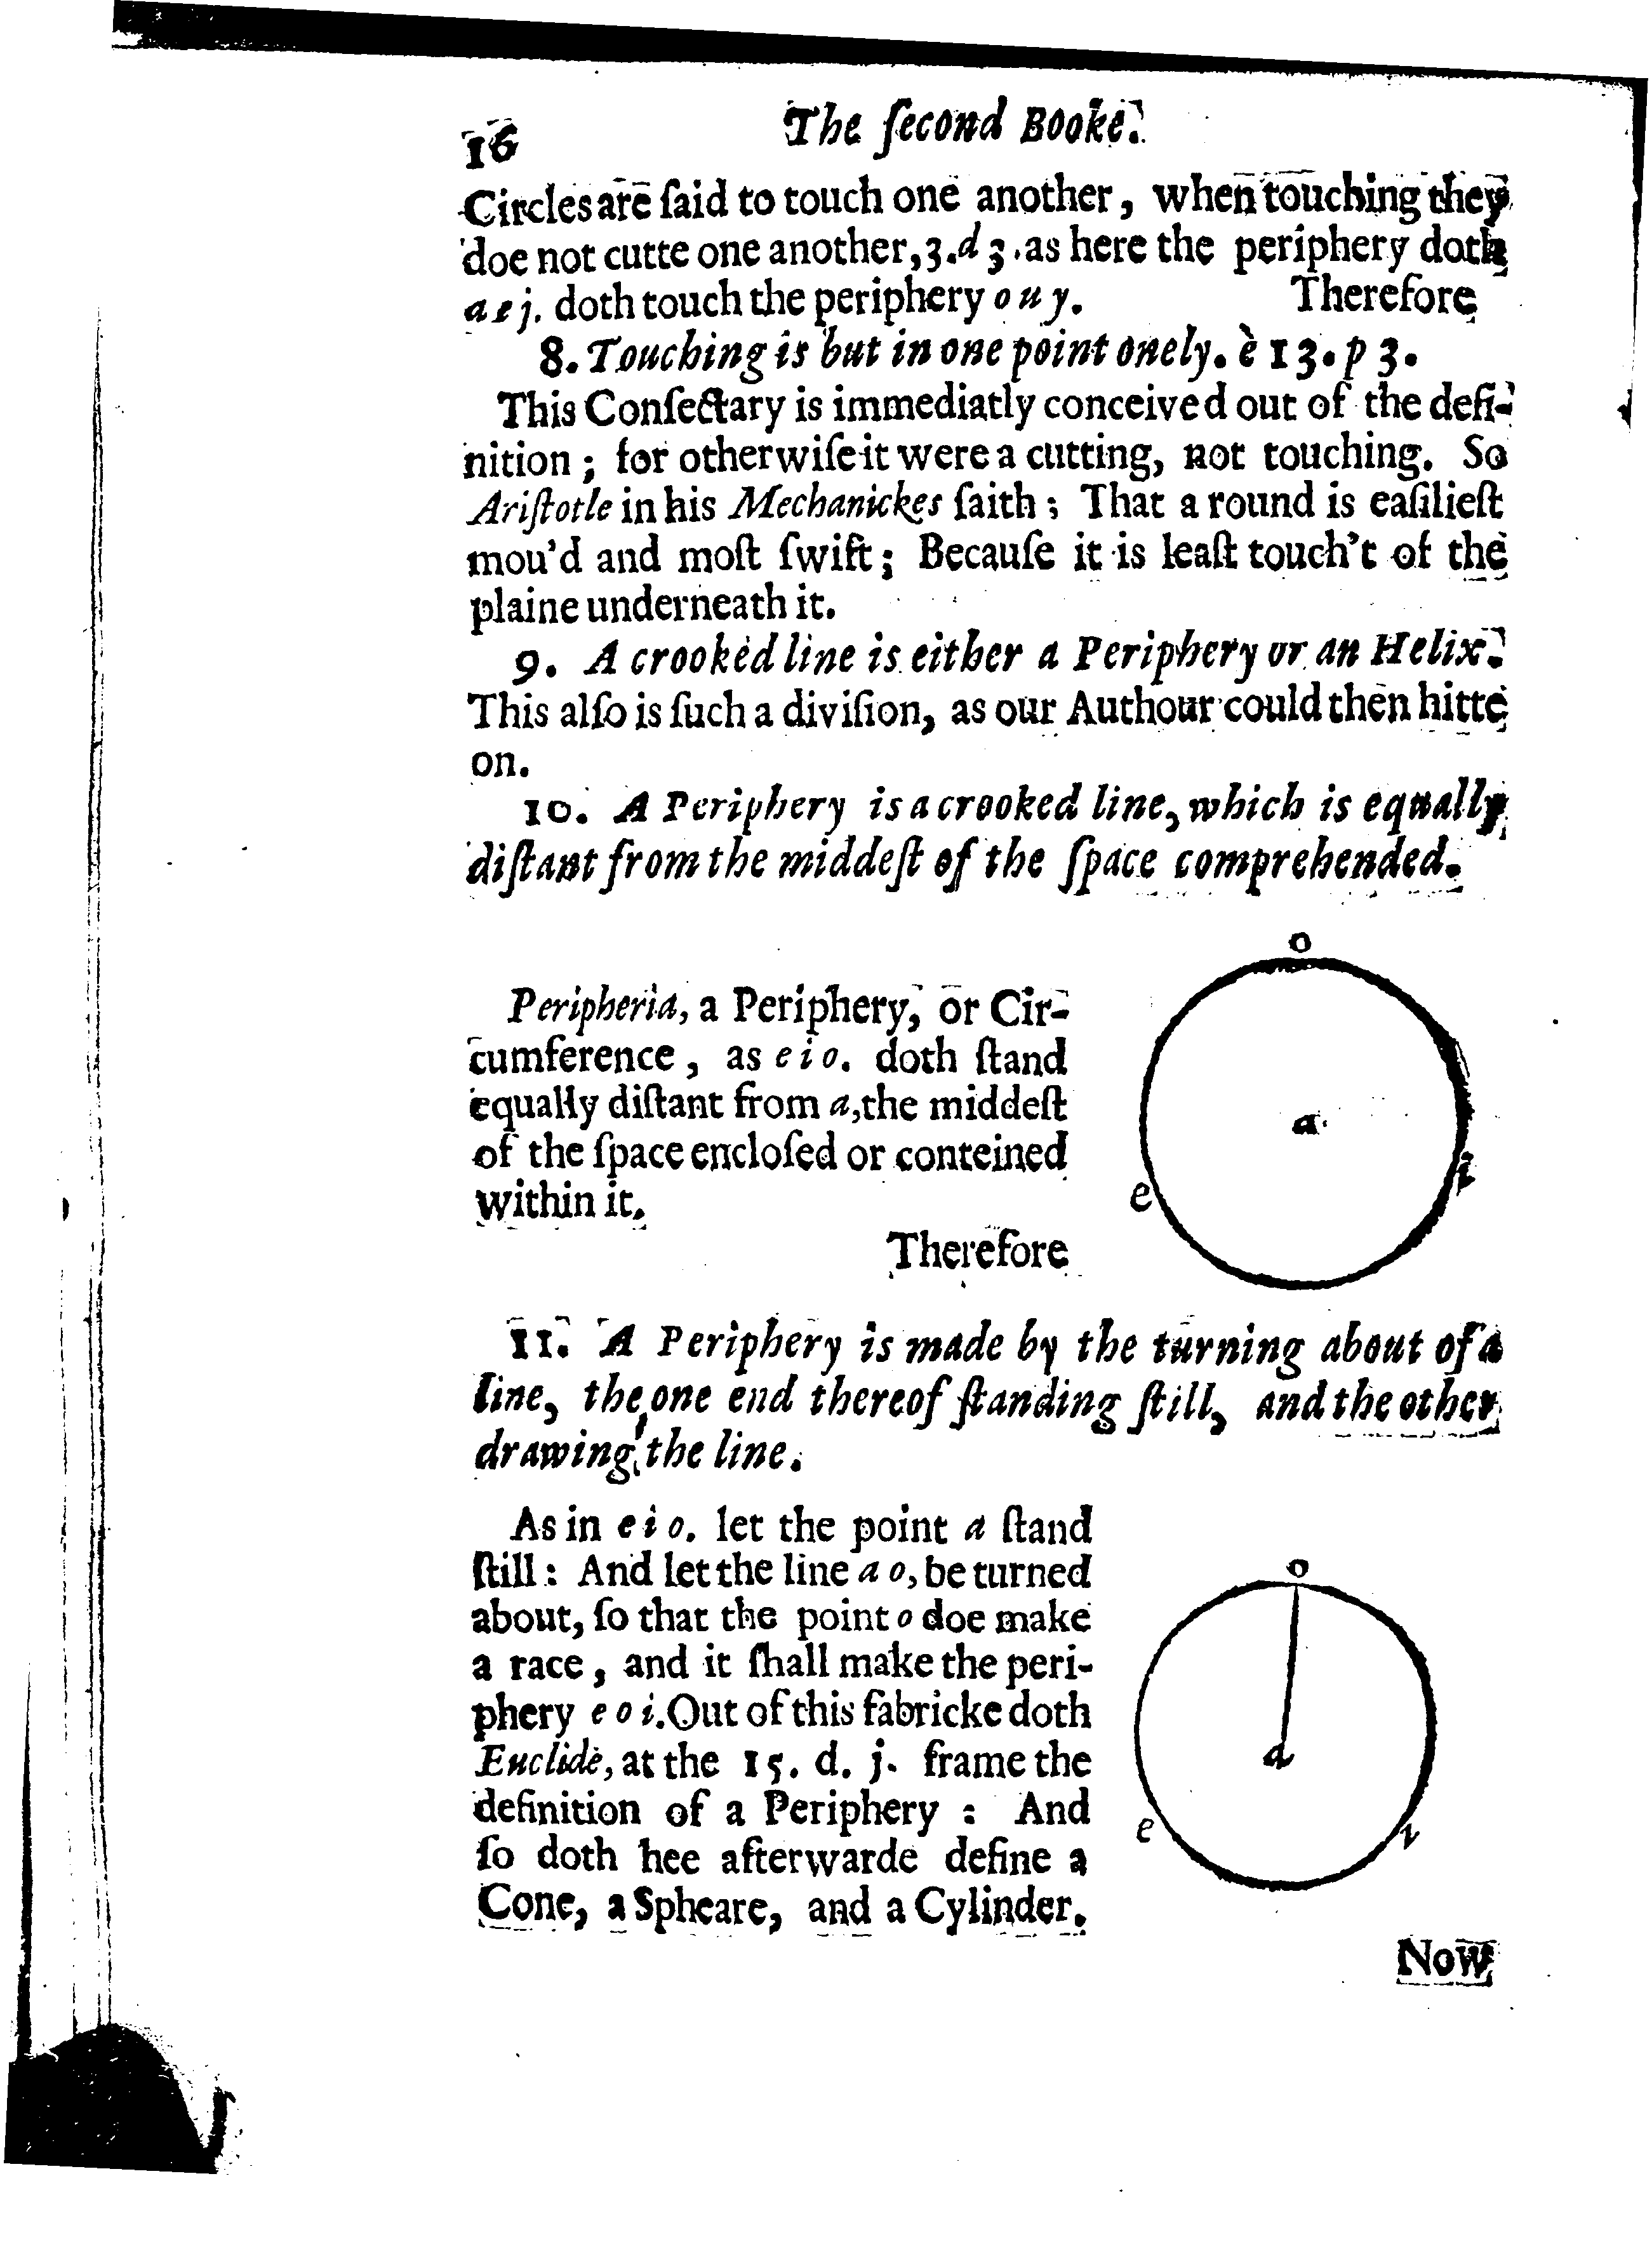 16 The ſecond Booke.
Circles are ſaid to touch one another, when touching they
doe not cutte one another, 3. d 3. as here the periphery doth
a e j. doth touch the periphery o u y. Therefore
8. Touching is but in one point onely. è 13. p 3.
This Conſectary is immediatly conceived out of the defi-
nition; for otherwiſe it were a cutting, not touching. So
Ariſtotle in his Mechanickes ſaith; That a round is eaſilieſt
mou'd and moſt ſwift; Becauſe it is leaſt touch't of the
plaine underneath it.
9. A crooked line is either a Periphery or an Helix.
This alſo is ſuch a diviſion, as our Authour could then hitte
on.
10. A Periphery is a crooked line, which is equally
diſtant from the middeſt of the ſpace comprehended.
Peripheria, a Periphery, or Cir-
cumference, as e i o. doth ſtand
equally diſtant from a, the middeſt
of the ſpace encloſed or conteined
within it.
Therefore
o
a
e
i
11. A Periphery is made by the turning about of a
line, the one end thereof ſtanding ſtill, and the other
drawing the line.
As in e i o. let the point a ſtand
ſtill: And let the line a o, be turned
about, ſo that the point o doe make
a race, and it ſhall make the peri-
phery e o i. Out of this fabricke doth
Euclide, at the 15. d. j. frame the
definition of a Periphery: And
ſo doth hee afterwarde define a
Cone, a Spheare, and a Cylinder.
o
a
e
i
Now